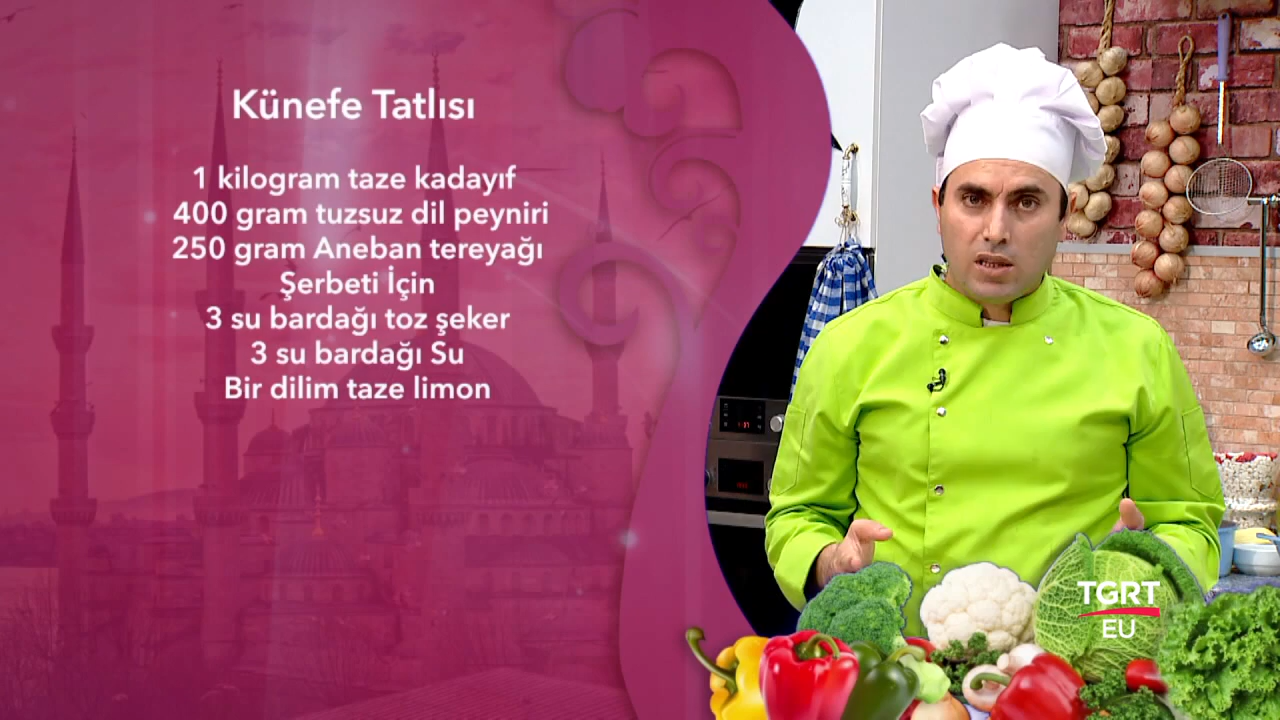 Künefe Tatlısı
1 kilogram taze kadayıf
400 gram tuzsuz dil peyniri
250 gram Aneban tereyağı
Şerbeti İçin
3 su bardağı toz şeker
3 su bardağı Su
Bir dilim taze limon
TGRT
EU